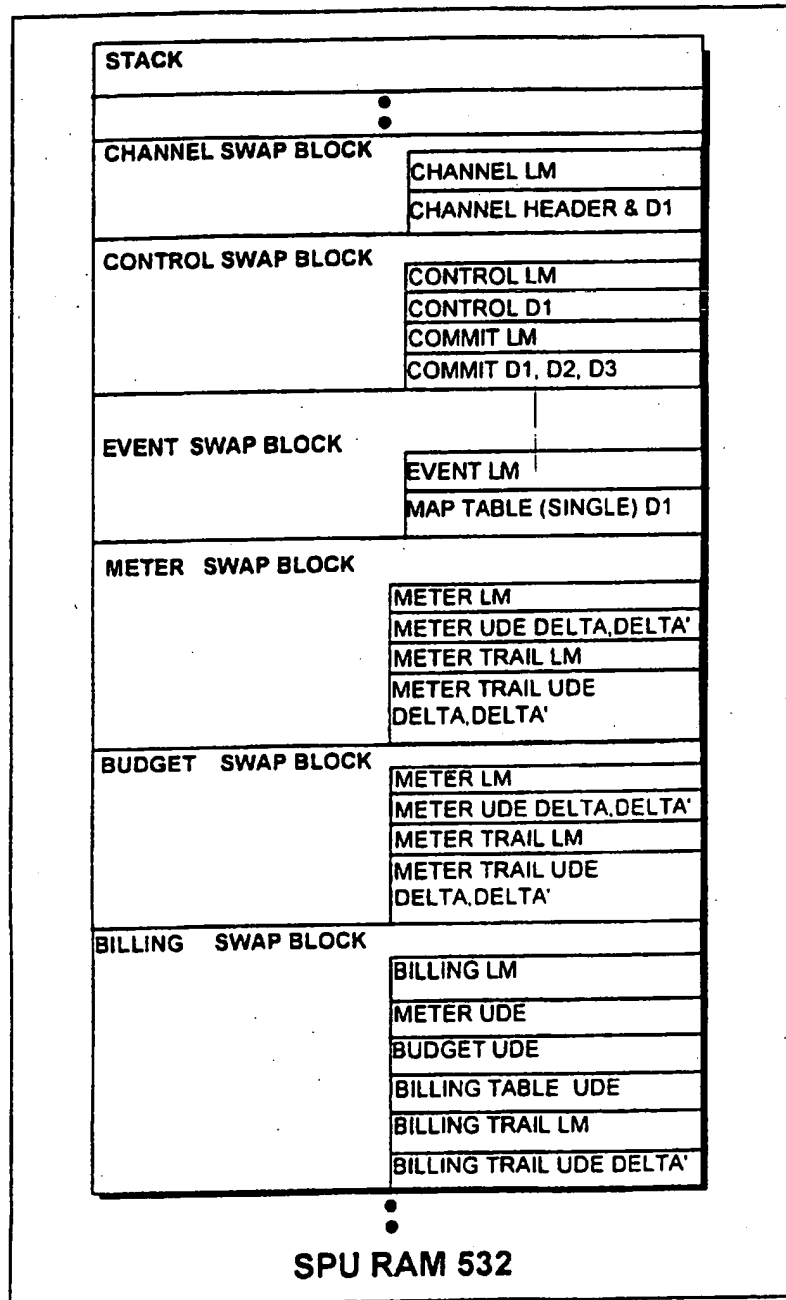 STACK
CHANNEL SWAP BLOCK
CHANNEL LM
CHANNEL HEADER & D1
CONTROL SWAP BLOCK
CONTROL LM
CONTROL D1
COMMIT LM
COMMIT D1, D2, D3
EVENT SWAP BLOCK
EVENT LM
MAP TABLE (SINGLE) D1
METER SWAP BLOCK
METER LM
METER UDE DELTA,DELTA'
METER TRAIL LM
METER TRAIL UDE
DELTA,DELTA'
BUDGET SWAP BLOCK
METER LM
METER UDE DELTA,DELTA'
METER TRAIL LM
METER TRAIL UDE
DELTA,DELTA'
BILLING SWAP BLOCK
BILLING LM
METER UDE
BUDGET UDE
BILLING TABLE UDE
BILLING TRAIL LM
BILLING TRAIL UDE DELTA'
SPU RAM 532